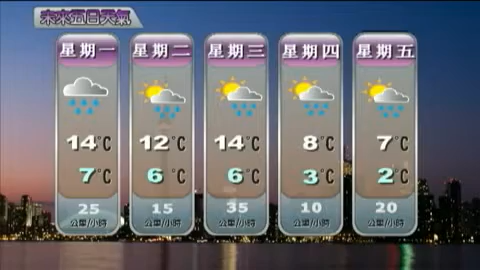 未來五日天氣
星期一 星期二 星期三 星期四 星期五
14°C 12°C 14°C 8°C 7°C
7°C 6°C 6°C 3°C 2°C
25 15 35 10 20
公里/小時 公里/小時 公里/小時 公里/小時 公里/小時